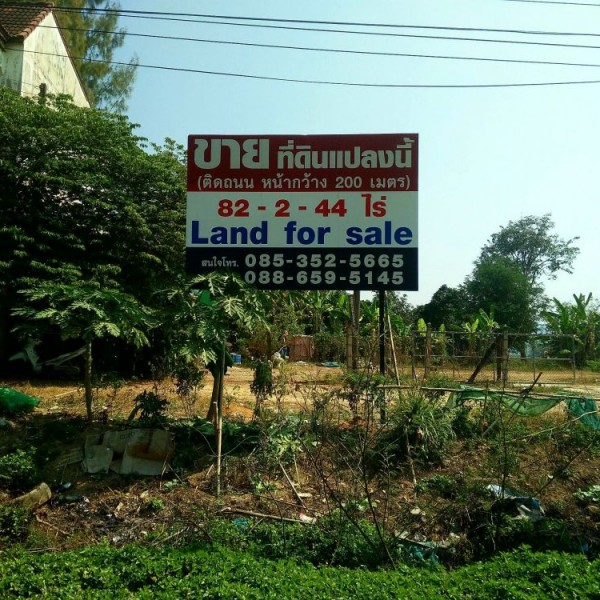 ขาย ที่ดินแปลงนี้
(ติดถนน หน้ากว้าง 200 เมตร)
82 - 2 - 44 ไร่
Land for sale
สนใจโทร. 085-352-5665
088-659-5145